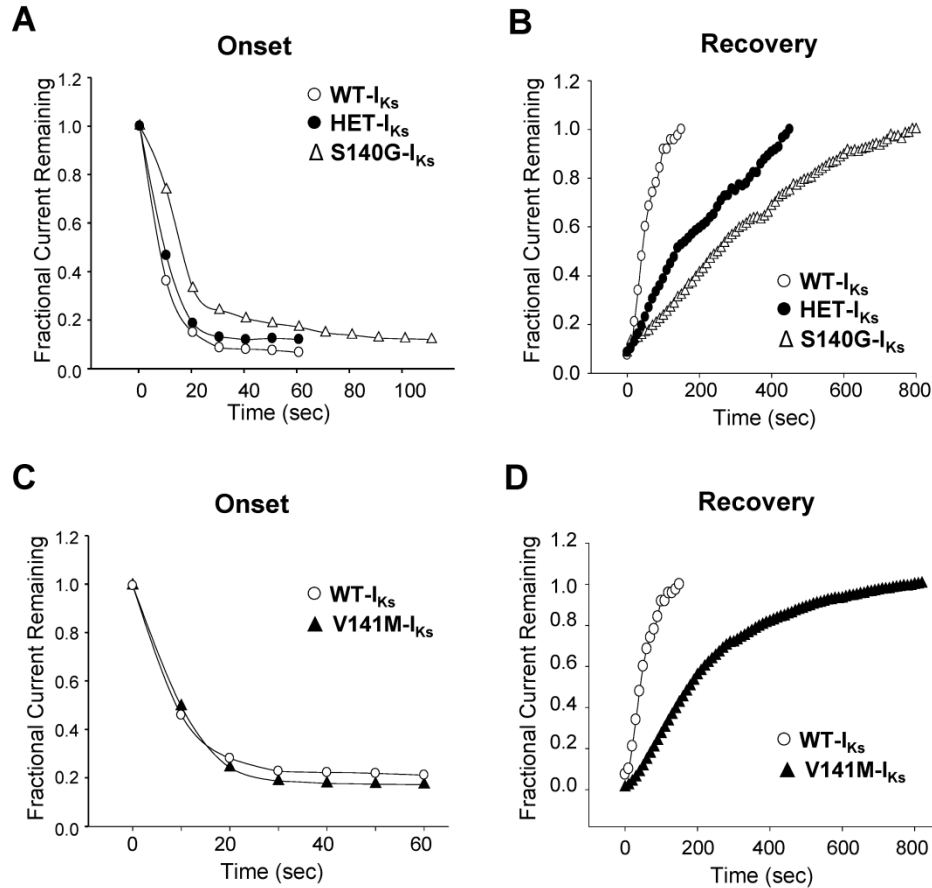 A
Onset
Fractional Current Remaining
1.2
1.0
0.8
0.6
0.4
0.2
0.0
WT-IKs
HET-IKs
S140G-IKs
0 20 40 60 80 100
Time (sec)
B
Recovery
Fractional Current Remaining
1.2
1.0
0.8
0.6
0.4
0.2
0.0
WT-IKs
HET-IKs
S140G-IKs
0 200 400 600 800
Time (sec)
C
Onset
Fractional Current Remaining
1.2
1.0
0.8
0.6
0.4
0.2
0.0
WT-IKs
V141M-IKs
0 20 40 60
Time (sec)
D
Recovery
Fractional Current Remaining
1.2
1.0
0.8
0.6
0.4
0.2
0.0
WT-IKs
V141M-IKs
0 200 400 600 800
Time (sec)